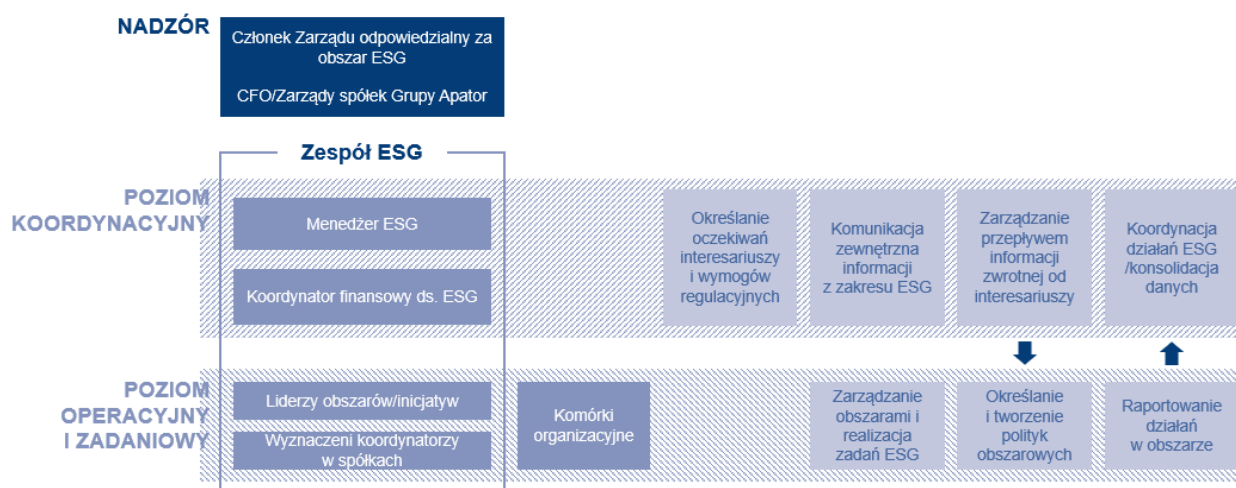 NADZÓR
Członek Zarządu odpowiedzialny za
obszar ESG
CFO/Zarządy spółek Grupy Apator
Zespół ESG
POZIOM
KOORDYNACYJNY
Menedżer ESG
Koordynator finansowy ds. ESG
Określanie
oczekiwań
interesariuszy
i wymogów
regulacyjnych
Komunikacja
zewnętrzna
informacji
z zakresu ESG
Zarządzanie
przepływem
informacji
zwrotnej od
interesariuszy
Koordynacja
działań ESG
/konsolidacja
danych
POZIOM
OPERACYJNY
I ZADANIOWY
Liderzy obszarów/inicjatyw
Wyznaczeni koordynatorzy
w spółkach
Komórki
organizacyjne
Zarządzanie
obszarami i
realizacja
zadań ESG
Określanie
i tworzenie
polityk
obszarowych
Raportowanie
działań
w obszarze